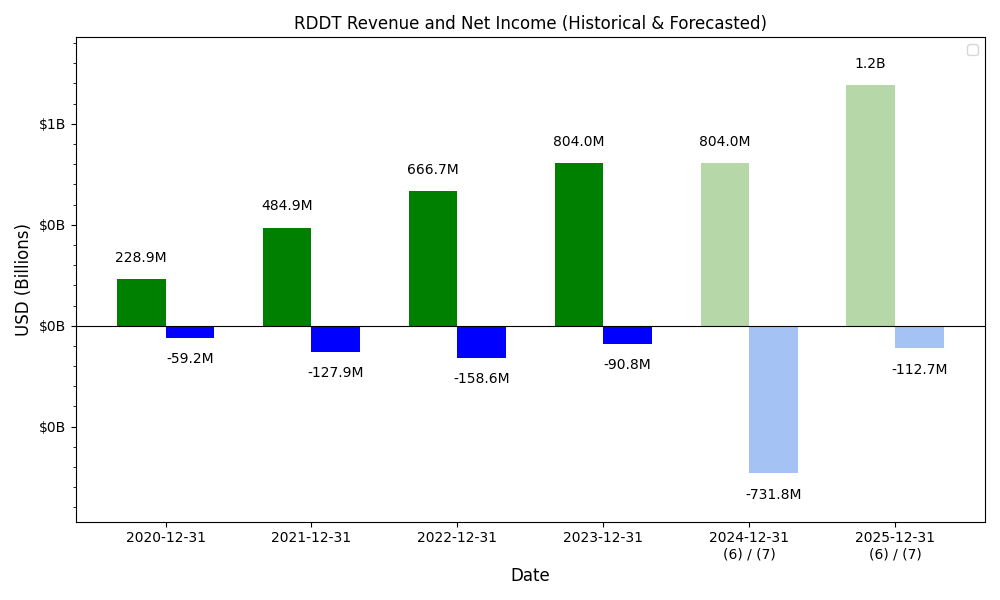 RDDT Revenue and Net Income (Historical & Forecasted)
USD (Billions)
$1B
$0B
$0B
$0B
228.9M
484.9M
666.7M
804.0M
804.0M
1.2B
-59.2M
-127.9M
-158.6M
-90.8M
-731.8M
-112.7M
2020-12-31
2021-12-31
2022-12-31
2023-12-31
2024-12-31
(6) / (7)
2025-12-31
(6) / (7)
Date